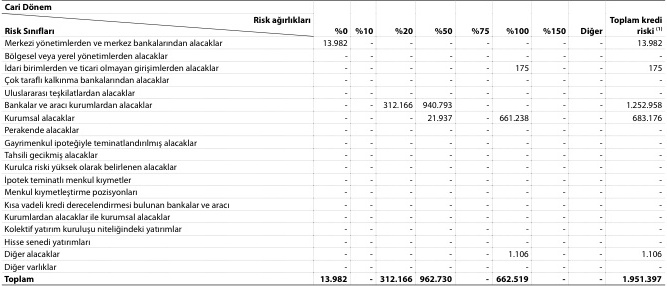 Cari Dönem
Risk ağırlıkları Toplam kredi
Risk Sınıfları %0 %10 %20 %50 %75 %100 %150 Diğer riski (1)
Merkezi yönetimlerden ve merkez bankalarından alacaklar 13.982 - - - - - - - 13.982
Bölgesel veya yerel yönetimlerden alacaklar - - - - - - - - -
İdari birimlerden ve ticari olmayan girişimlerden alacaklar - - - - - 175 - - 175
Çok taraflı kalkınma bankalarından alacaklar - - - - - - - - -
Uluslararası teşkilatlardan alacaklar - - - - - - - - -
Bankalar ve aracı kurumlardan alacaklar - - 312.166 940.793 - - - - 1.252.958
Kurumsal alacaklar - - - 21.937 - 661.238 - - 683.176
Perakende alacaklar - - - - - - - - -
Gayrimenkul ipoteğiyle teminatlandırılmış alacaklar - - - - - - - - -
Tahsili gecikmiş alacaklar - - - - - - - - -
Kurulca riski yüksek olarak belirlenen alacaklar - - - - - - - - -
İpotek teminatlı menkul kıymetler - - - - - - - - -
Menkul kıymetleştirme pozisyonları - - - - - - - - -
Kısa vadeli kredi derecelendirmesi bulunan bankalar ve aracı - - - - - - - - -
Kurumlardan alacaklar ile kurumsal alacaklar - - - - - - - - -
Kolektif yatırım kuruluşu niteliğindeki yatırımlar - - - - - - - - -
Hisse senedi yatırımları - - - - - - - - -
Diğer alacaklar - - - - - 1.106 - - 1.106
Diğer varlıklar - - - - - - - - -
Toplam 13.982 - 312.166 962.730 - 662.519 - - 1.951.397